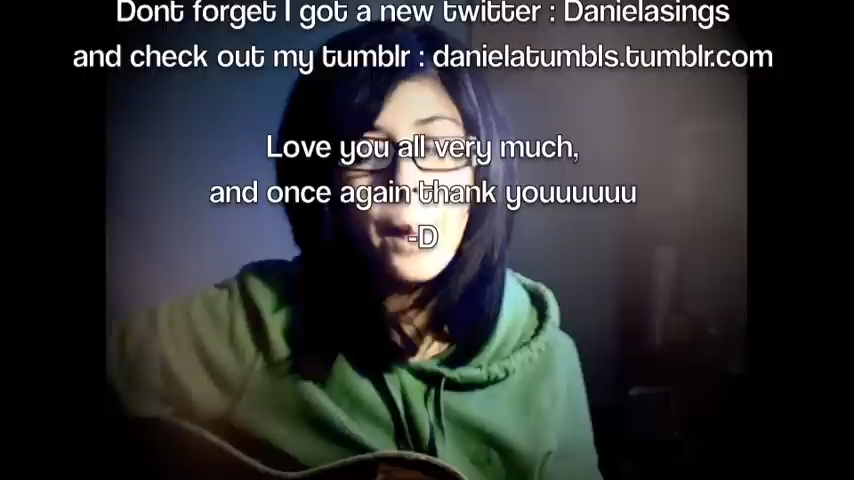 Dont forget I got a new twitter : Danielasings
and check out my tumblr : danielatumbls.tumblr.com
Love you all very much,
and once again thank youuuuuu
-D